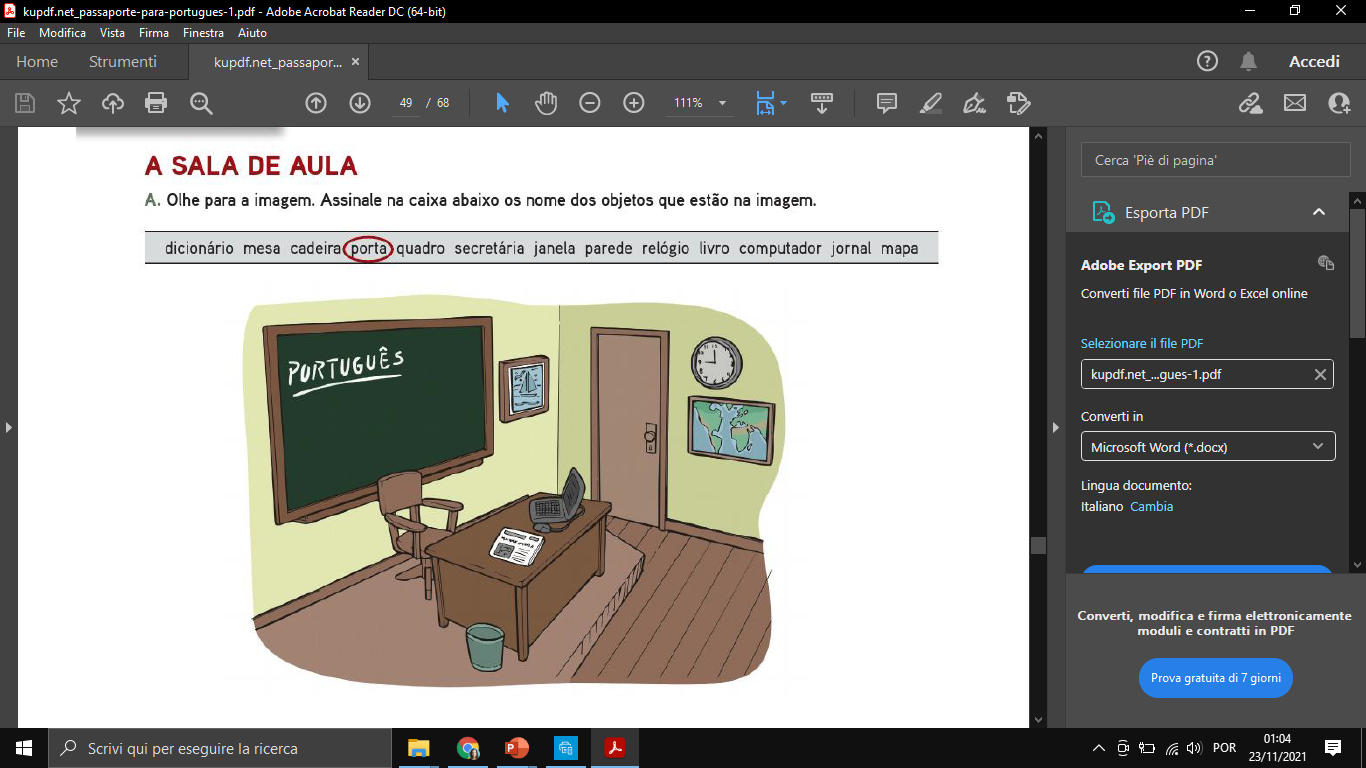 kupdf.net_passaporte-para-portugues-1.pdf - Adobe Acrobat Reader DC (64-bit)
File Modifica Vista Firma Finestra Aiuto
Home Strumenti kupdf.net_passapor... Accedi
49 / 68 111%
A SALA DE AULA
A. Olhe para a imagem. Assinale na caixa abaixo os nome dos objetos que estão na imagem.
dicionário mesa cadeira porta quadro secretária janela parede relógio livro computador jornal mapa
PORTUGUÊS
Cerca 'Piè di pagina'
Esporta PDF
Adobe Export PDF
Converti file PDF in Word o Excel online
Selezionare il file PDF
kupdf.net_...gues-1.pdf
Converti in
Microsoft Word (*.docx)
Lingua documento:
Italiano Cambia
Converti, modifica e firma elettronicamente
moduli e contratti in PDF
Prova gratuita di 7 giorni
Scrivi qui per eseguire la ricerca
POR
01:04
23/11/2021